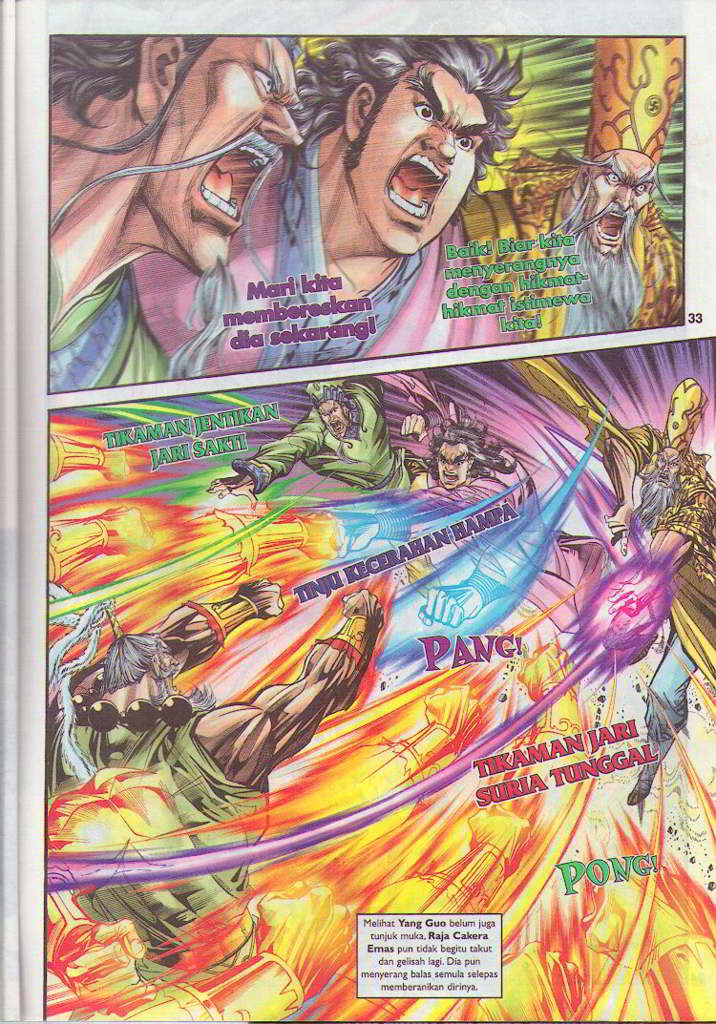 Mari kita
membereskan
dia sekarang!
Baik! Biar kita
menyerangnya
dengan hikmat-
hikmat istimewa
kita!
33
TIKAMAN JENTIKAN
JARI SAKTI
TINJU KECERAHAN HAMPA
PANG!
TIKAMAN JARI
SURIA TUNGGAL
PONG!
Melihat Yang Guo belum juga
tunjuk muka, Raja Cakera
Emas pun tidak begitu takut
dan gelisah lagi. Dia pun
menyerang balas semula selepas
memberanikan dirinya.